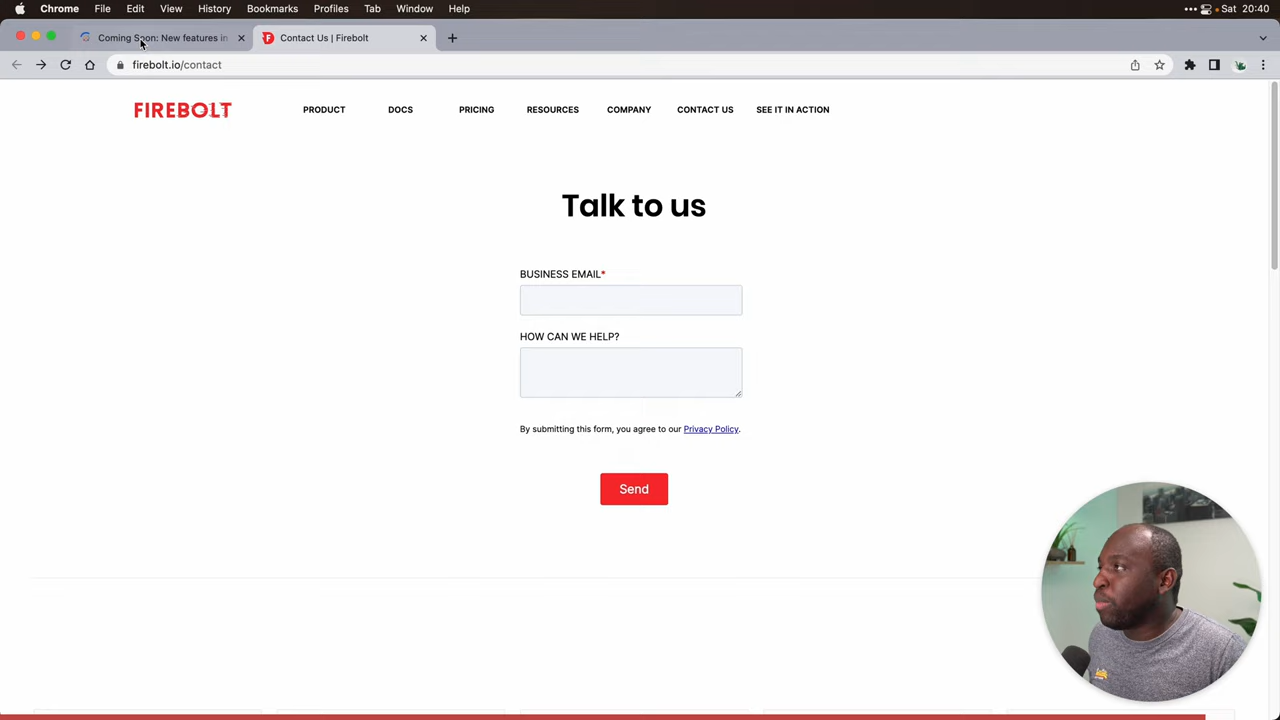 Chrome File Edit View History Bookmarks Profiles Tab Window Help Sat 20:40
Coming Soon: New features in Contact Us | Firebolt
firebolt.io/contact
FIREBOLT PRODUCT DOCS PRICING RESOURCES COMPANY CONTACT US SEE IT IN ACTION
Talk to us
BUSINESS EMAIL*
HOW CAN WE HELP?
By submitting this form, you agree to our Privacy Policy.
Send